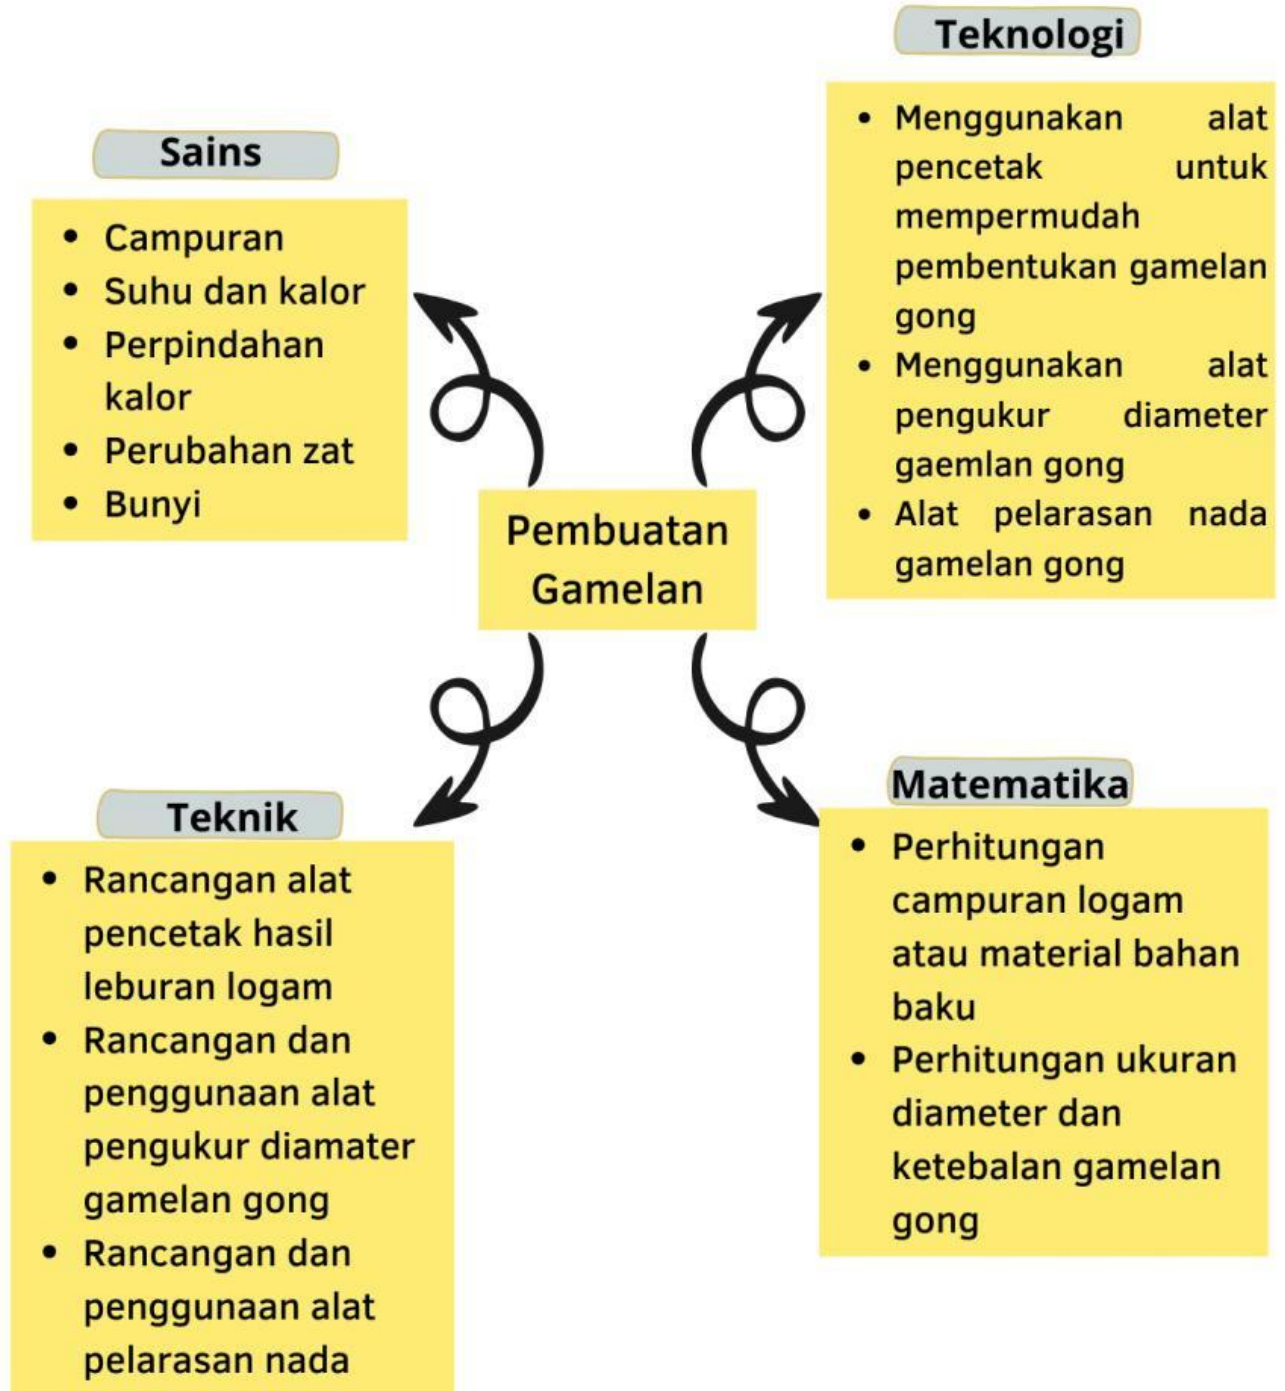 Sains
• Campuran
• Suhu dan kalor
• Perpindahan
kalor
• Perubahan zat
• Bunyi
Teknologi
• Menggunakan alat
pencetak untuk
mempermudah
pembentukan gamelan
gong
• Menggunakan alat
pengukur diameter
gaemlan gong
• Alat pelarasan nada
gamelan gong
Pembuatan
Gamelan
Teknik
• Rancangan alat
pencetak hasil
leburan logam
• Rancangan dan
penggunaan alat
pengukur diamater
gamelan gong
• Rancangan dan
penggunaan alat
pelarasan nada
Matematika
• Perhitungan
campuran logam
atau material bahan
baku
• Perhitungan ukuran
diameter dan
ketebalan gamelan
gong